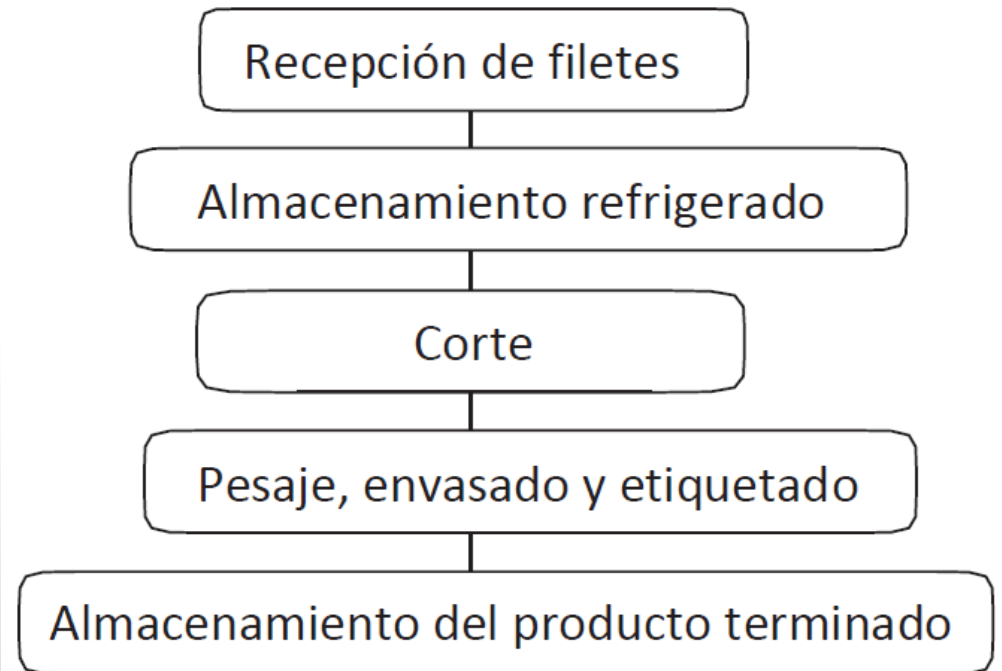 Recepción de filetes
Almacenamiento refrigerado
Corte
Pesaje, envasado y etiquetado
Almacenamiento del producto terminado